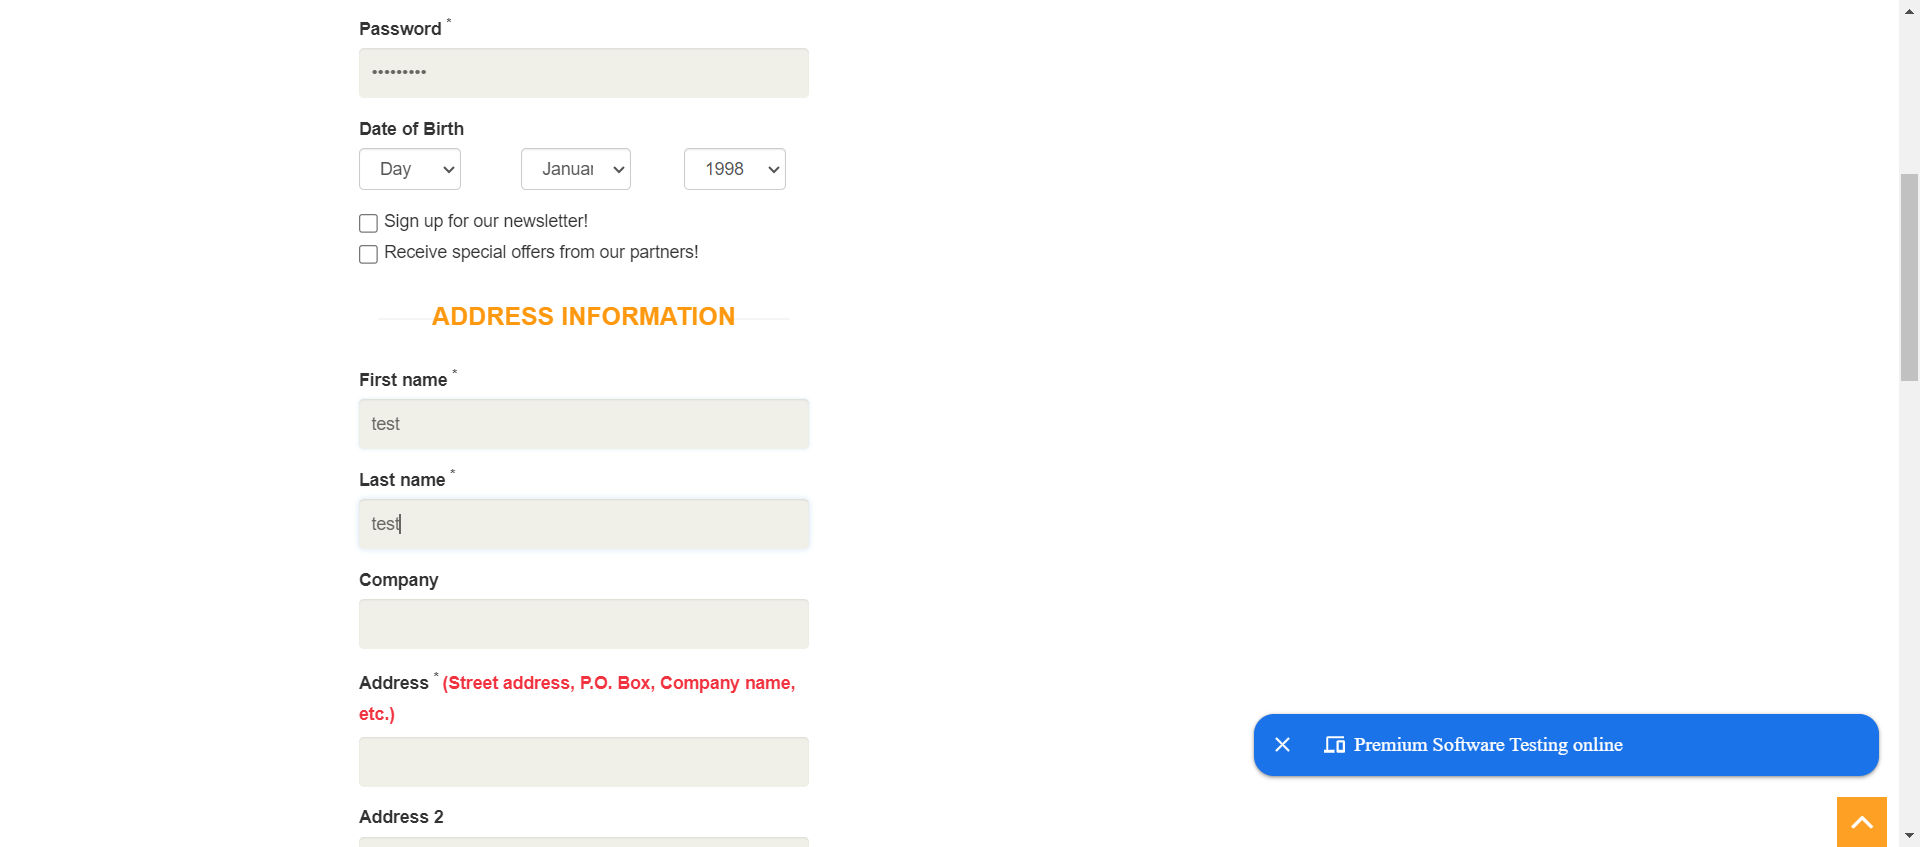 Password *
•••••••••
Date of Birth
Day Januar 1998
Sign up for our newsletter!
Receive special offers from our partners!
ADDRESS INFORMATION
First name *
test
Last name *
test
Company
Address * (Street address, P.O. Box, Company name,
etc.)
Premium Software Testing online
Address 2